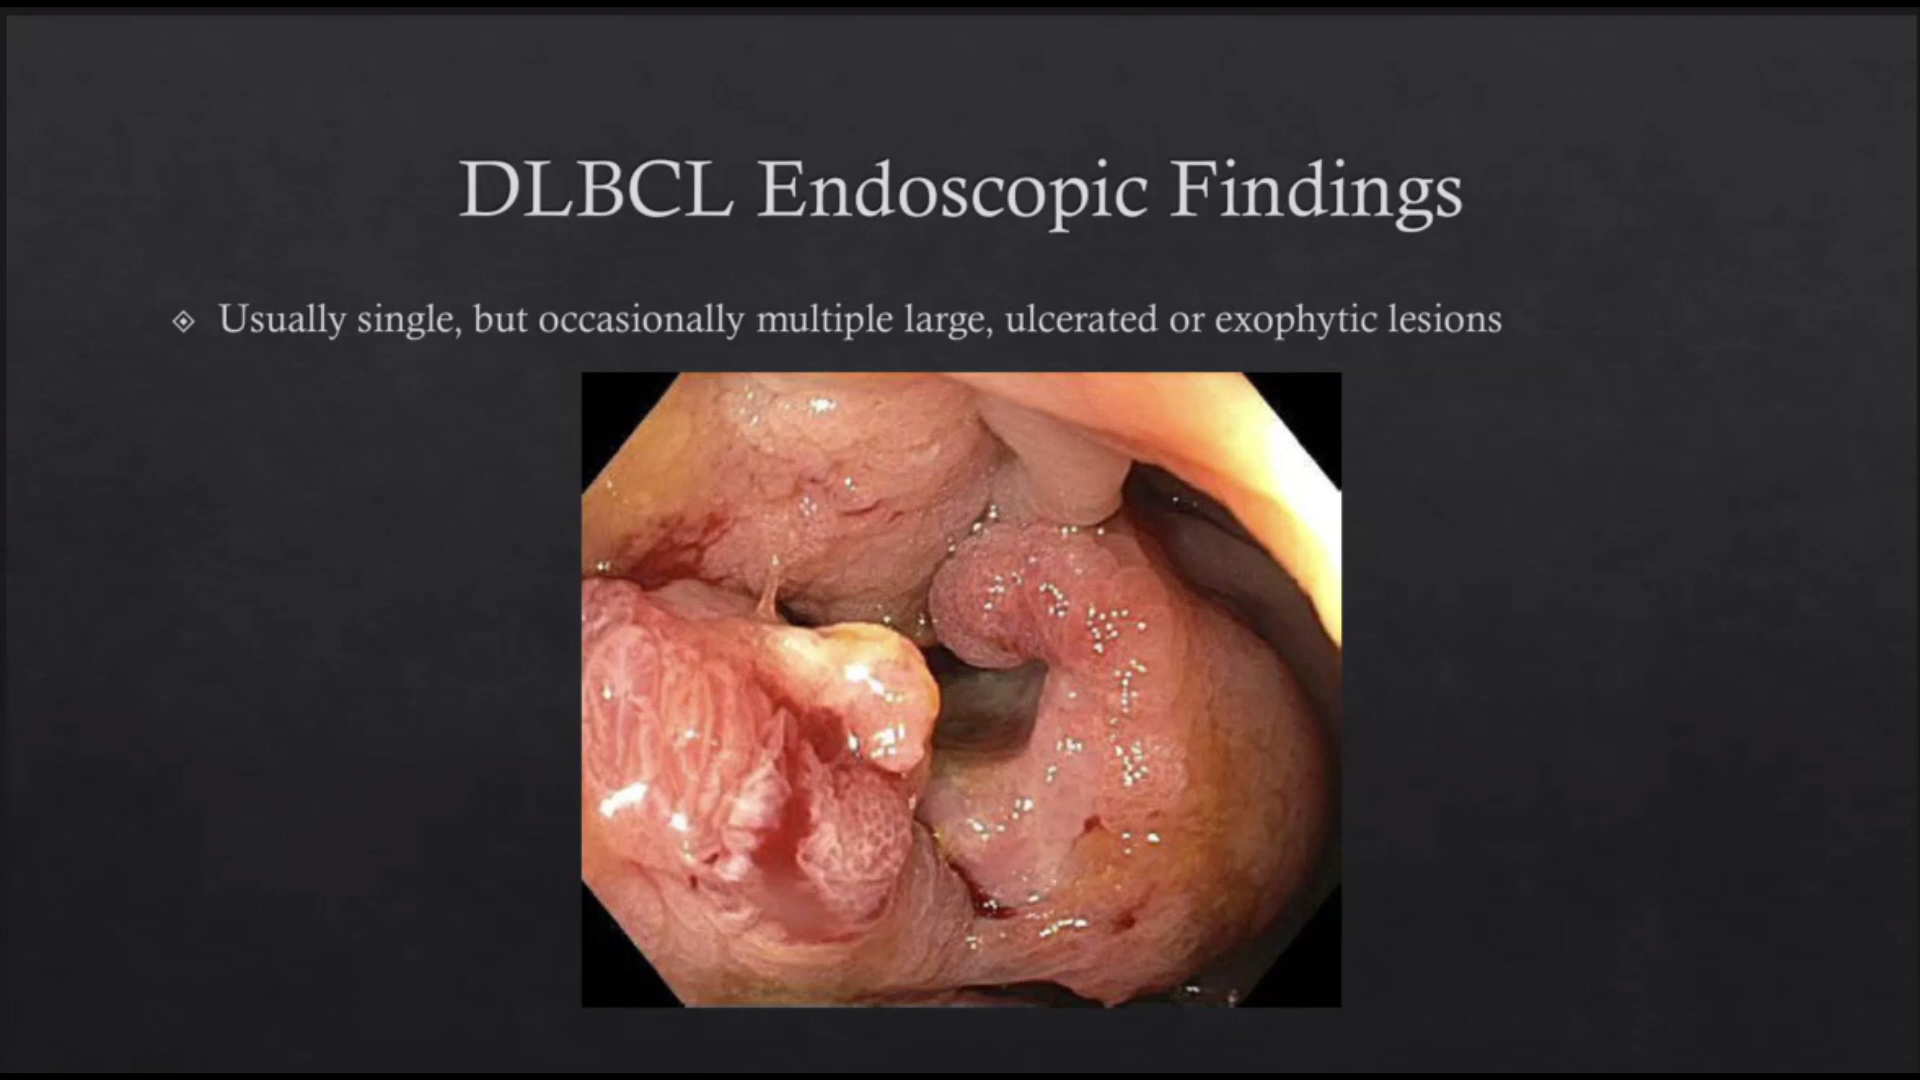 DLBCL Endoscopic Findings
Usually single, but occasionally multiple large, ulcerated or exophytic lesions